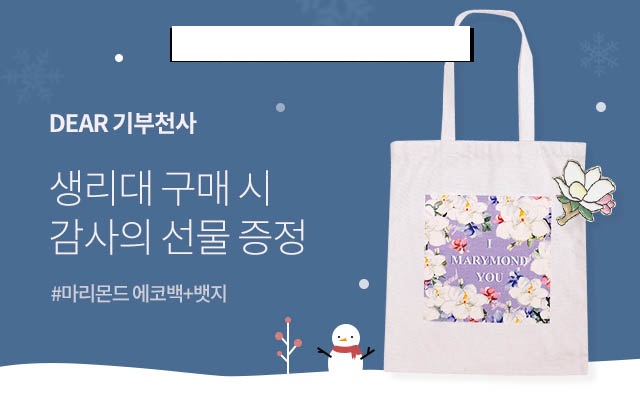 DEAR 기부천사
생리대 구매 시
감사의 선물 증정
#마리몬드 에코백+뱃지
I
MARYMOND
YOU